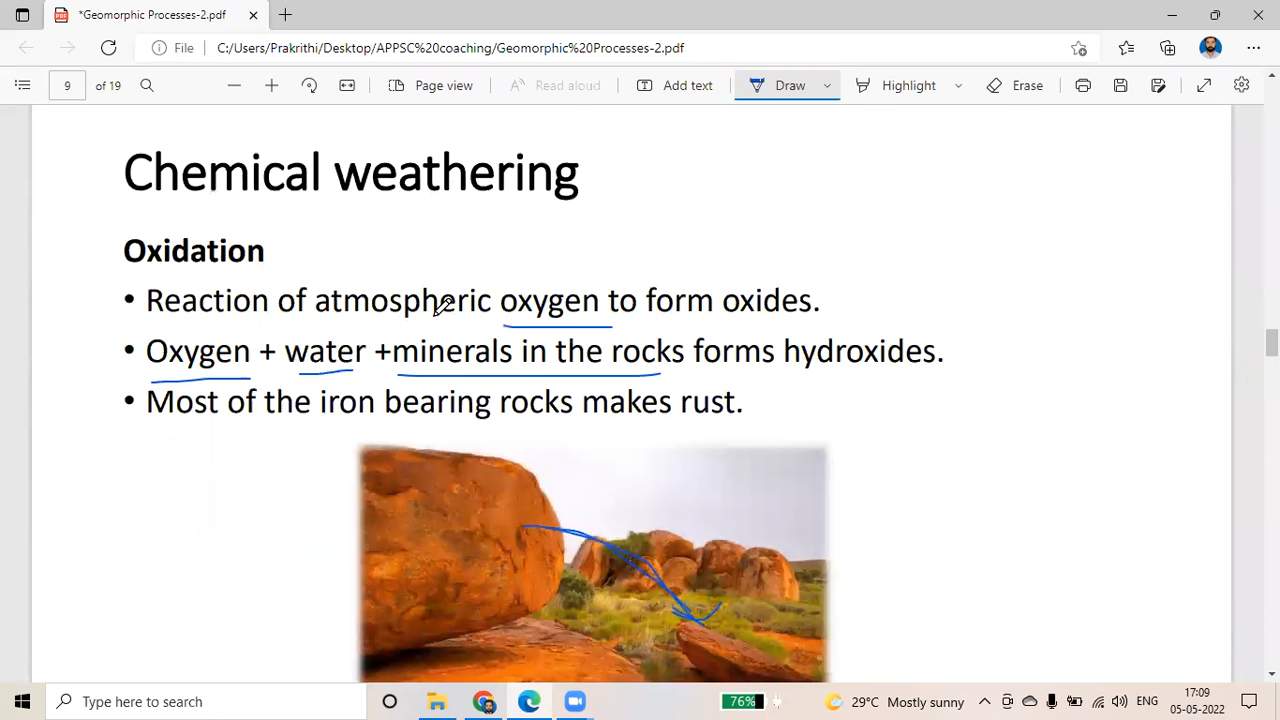 *Geomorphic Processes-2.pdf
File C:/Users/Prakrithi/Desktop/APPSC%20coaching/Geomorphic%20Processes-2.pdf
of 19 Page view Read aloud Add text Draw Highlight Erase
Chemical weathering
Oxidation
• Reaction of atmospheric oxygen to form oxides.
• Oxygen + water +minerals in the rocks forms hydroxides.
• Most of the iron bearing rocks makes rust.
Type here to search 76% 23°C Mostly sunny ENG 17:09
05-05-2022